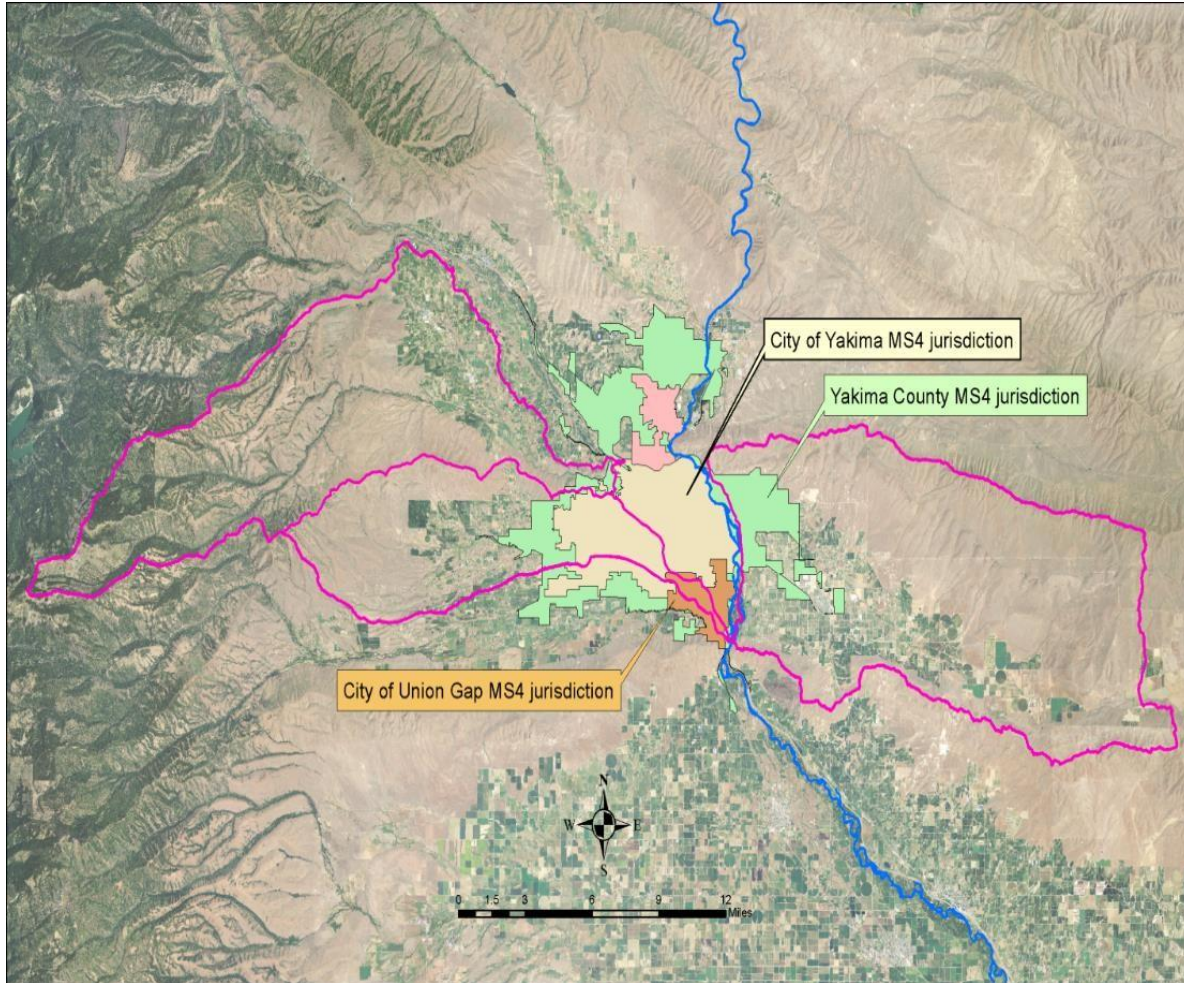 City of Yakima MS4 jurisdiction
Yakima County MS4 jurisdiction
City of Union Gap MS4 jurisdiction
N
W E
S
0 1.5 3 6 9 12
Miles